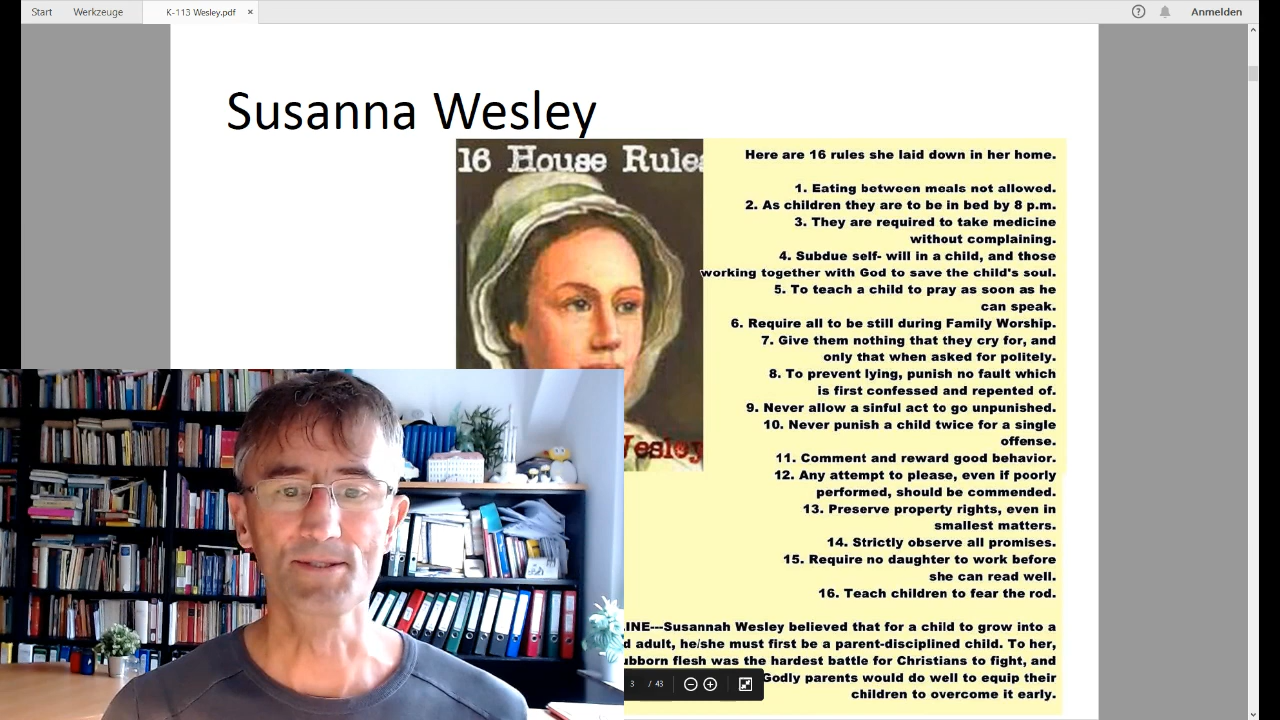 Start Werkzeuge K-113 Wesley.pdf × ? Anmelden
Susanna Wesley
16 House Rules
Wesley
Here are 16 rules she laid down in her home.
1. Eating between meals not allowed.
2. As children they are to be in bed by 8 p.m.
3. They are required to take medicine
without complaining.
4. Subdue self- will in a child, and those
working together with God to save the child's soul.
5. To teach a child to pray as soon as he
can speak.
6. Require all to be still during Family Worship.
7. Give them nothing that they cry for, and
only that when asked for politely.
8. To prevent lying, punish no fault which
is first confessed and repented of.
9. Never allow a sinful act to go unpunished.
10. Never punish a child twice for a single
offense.
11. Comment and reward good behavior.
12. Any attempt to please, even if poorly
performed, should be commended.
13. Preserve property rights, even in
smallest matters.
14. Strictly observe all promises.
15. Require no daughter to work before
she can read well.
16. Teach children to fear the rod.
INE---Susannah Wesley believed that for a child to grow into a
d adult, he/she must first be a parent-disciplined child. To her,
ubborn flesh was the hardest battle for Christians to fight, and
Godly parents would do well to equip their
children to overcome it early.
3 / 43